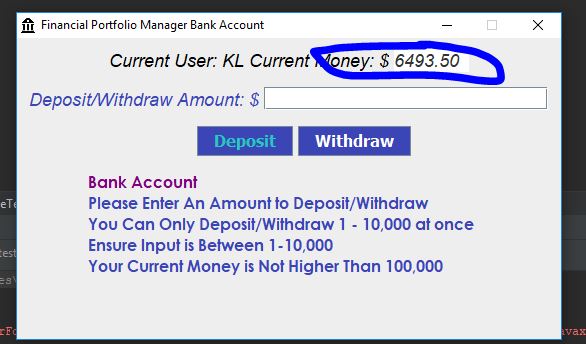 Financial Portfolio Manager Bank Account
Current User: KL Current Money: $ 6493.50
Deposit/Withdraw Amount: $
Deposit Withdraw
Bank Account
Please Enter An Amount to Deposit/Withdraw
You Can Only Deposit/Withdraw 1 - 10,000 at once
Ensure Input is Between 1-10,000
Your Current Money is Not Higher Than 100,000